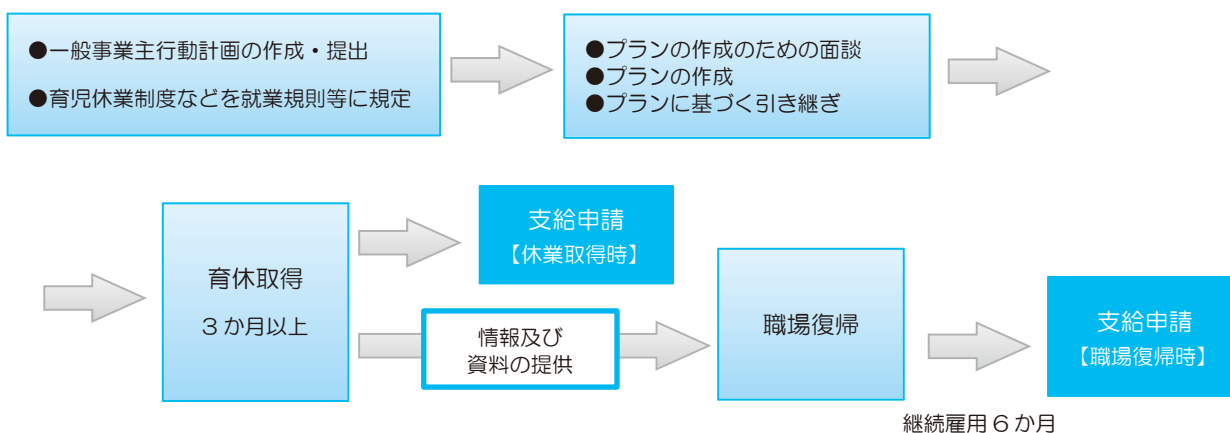 ●一般事業主行動計画の作成・提出
●育児休業制度などを就業規則等に規定
●プランの作成のための面談
●プランの作成
●プランに基づく引き継ぎ
育休取得
３か月以上
支給申請
【休業取得時】
情報及び
資料の提供
職場復帰
継続雇用６か月
支給申請
【職場復帰時】